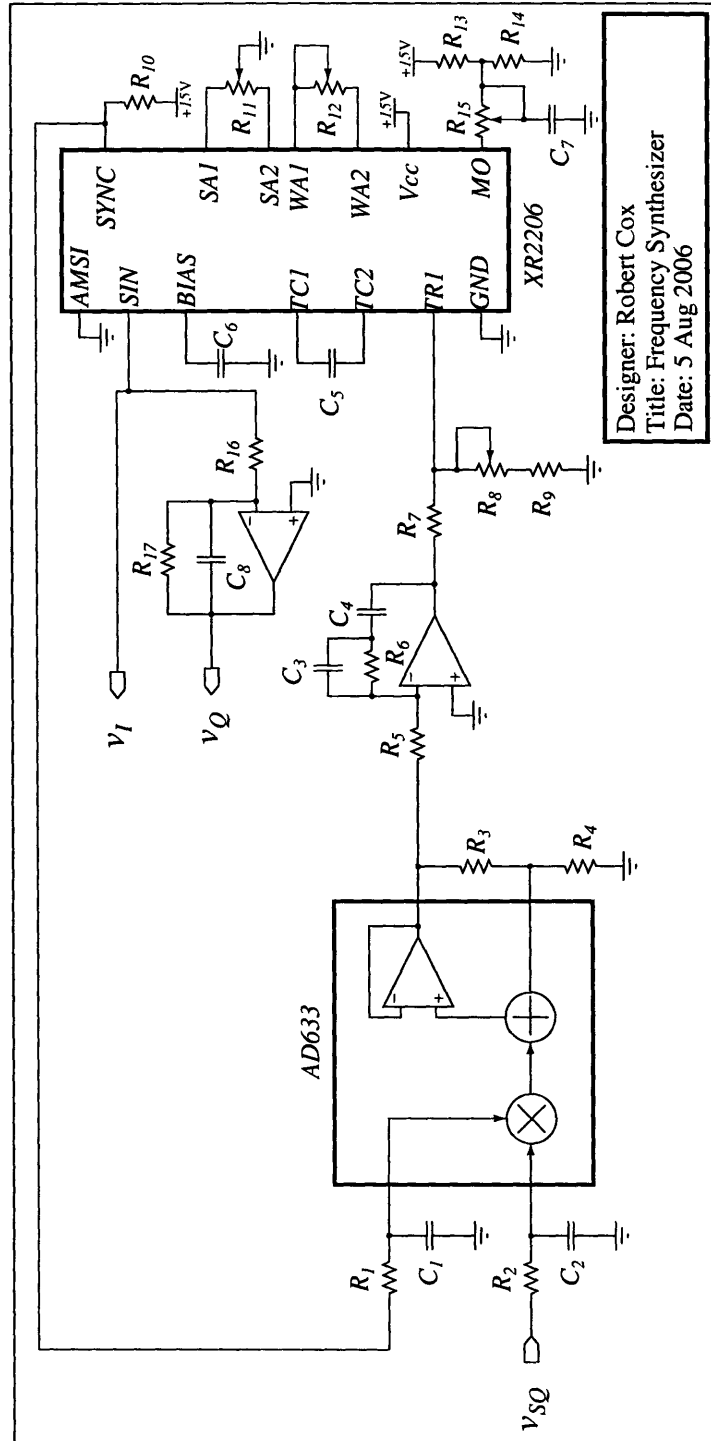 R10
+15V
SYNC
AMSI
SIN
BIAS
TC1
TC2
TR1
GND
SA1
SA2
WA1
WA2
Vcc
MO
XR2206
R11
R12
+15V
+15V
R13
R14
R15
C7
C6
C5
R16
R17
C8
vI
vQ
C3
C4
R6
R5
R7
R8
R9
AD633
R3
R4
R1
C1
R2
C2
vSQ
-
+
-
+
-
+
Designer: Robert Cox
Title: Frequency Synthesizer
Date: 5 Aug 2006